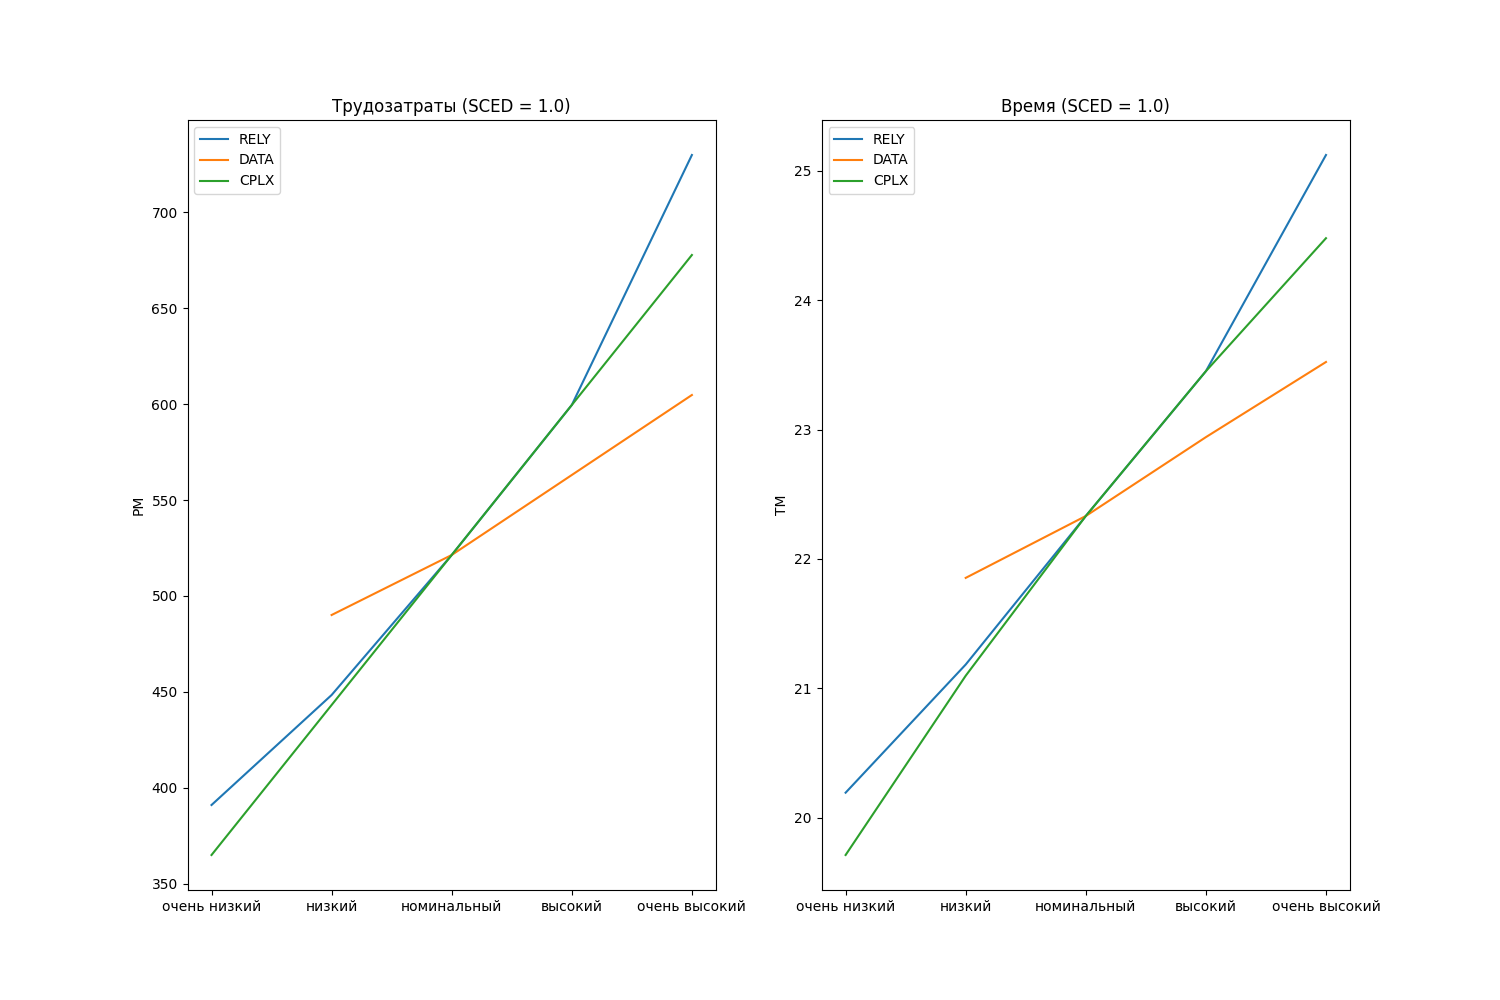 Трудозатраты (SCED = 1.0)
RELY
DATA
CPLX
700
650
600
550
500
450
400
350
PM
очень низкий
низкий
номинальный
высокий
очень высокий
Время (SCED = 1.0)
RELY
DATA
CPLX
25
24
23
22
21
20
TM
очень низкий
низкий
номинальный
высокий
очень высокий